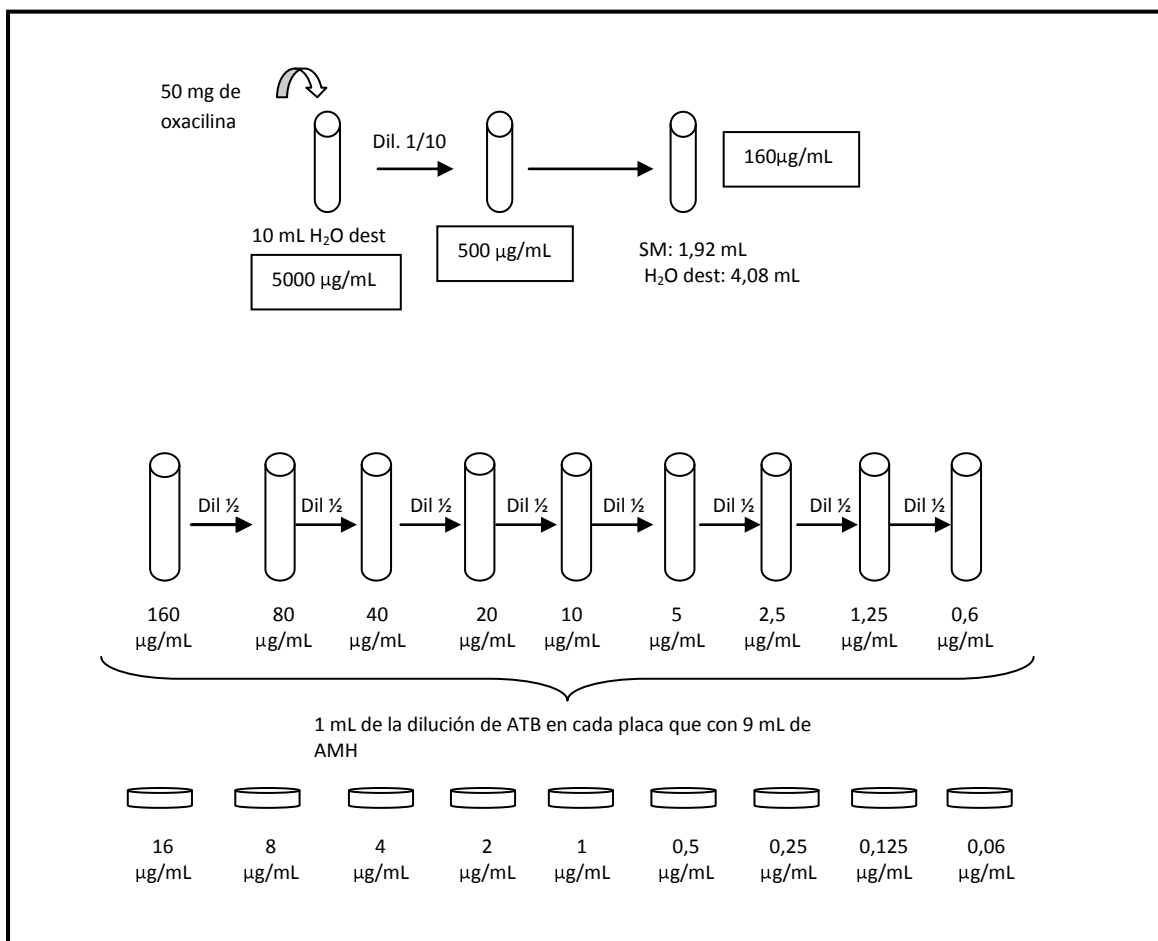 50 mg de
oxacilina
Dil. 1/10
160µg/mL
10 mL H₂O dest
5000 µg/mL
500 µg/mL
SM: 1,92 mL
H₂O dest: 4,08 mL
Dil ½ Dil ½ Dil ½ Dil ½ Dil ½ Dil ½ Dil ½ Dil ½
160 80 40 20 10 5 2,5 1,25 0,6
µg/mL µg/mL µg/mL µg/mL µg/mL µg/mL µg/mL µg/mL µg/mL
1 mL de la dilución de ATB en cada placa que con 9 mL de
AMH
16 8 4 2 1 0,5 0,25 0,125 0,06
µg/mL µg/mL µg/mL µg/mL µg/mL µg/mL µg/mL µg/mL µg/mL